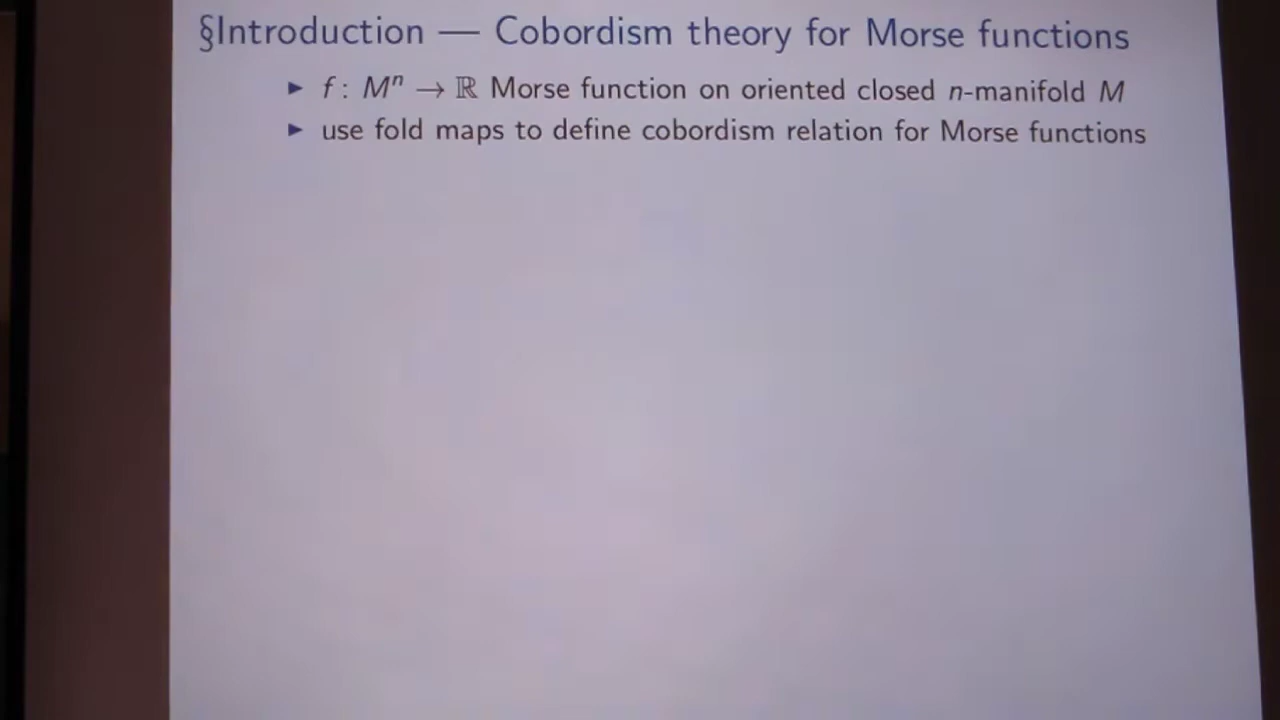 §Introduction — Cobordism theory for Morse functions
▶ f : Mⁿ → ℝ Morse function on oriented closed n-manifold M
▶ use fold maps to define cobordism relation for Morse functions